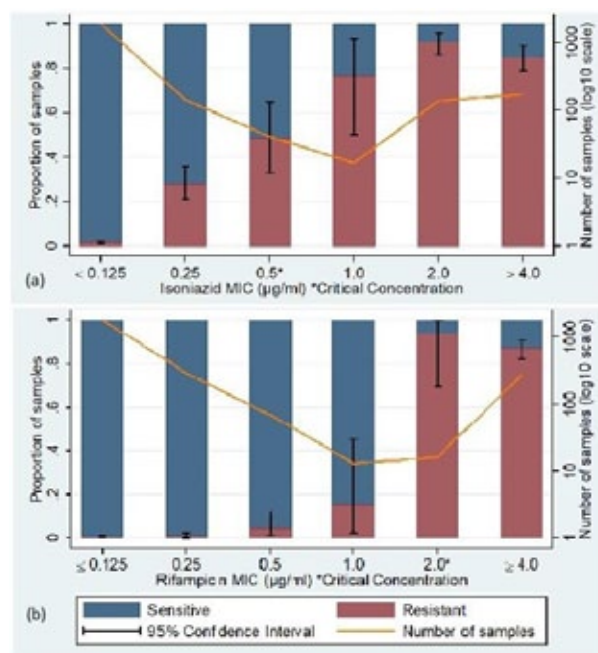 1
.8
.6
.4
.2
0
Proportion of samples
1000
100
10
1
Number of samples (log10 scale)
< 0.125 0.25 0.5* 1.0 2.0 > 4.0
(a)
Isoniazid MIC (µg/ml) *Critical Concentration
1
.8
.6
.4
.2
0
Proportion of samples
1000
100
10
1
Number of samples (log10 scale)
≤ 0.125 0.25 0.5 1.0 2.0* ≥ 4.0
Rifampicin MIC (µg/ml) *Critical Concentration
(b)
Sensitive Resistant
95% Confidence Interval Number of samples